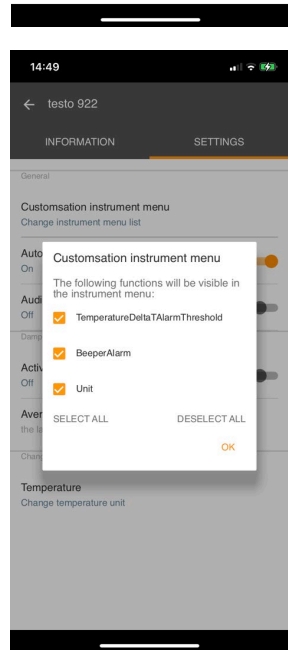 14:49
testo 922
INFORMATION
SETTINGS
General
Customsation instrument menu
Change instrument menu list
Auto
On
Customsation instrument menu
The following functions will be visible in
the instrument menu:
Audi
Off
TemperatureDeltaTAlarmThreshold
Damp
BeeperAlarm
Activ
Off
Unit
Aver
the la
SELECT ALL
DESELECT ALL
OK
Chan
Temperature
Change temperature unit